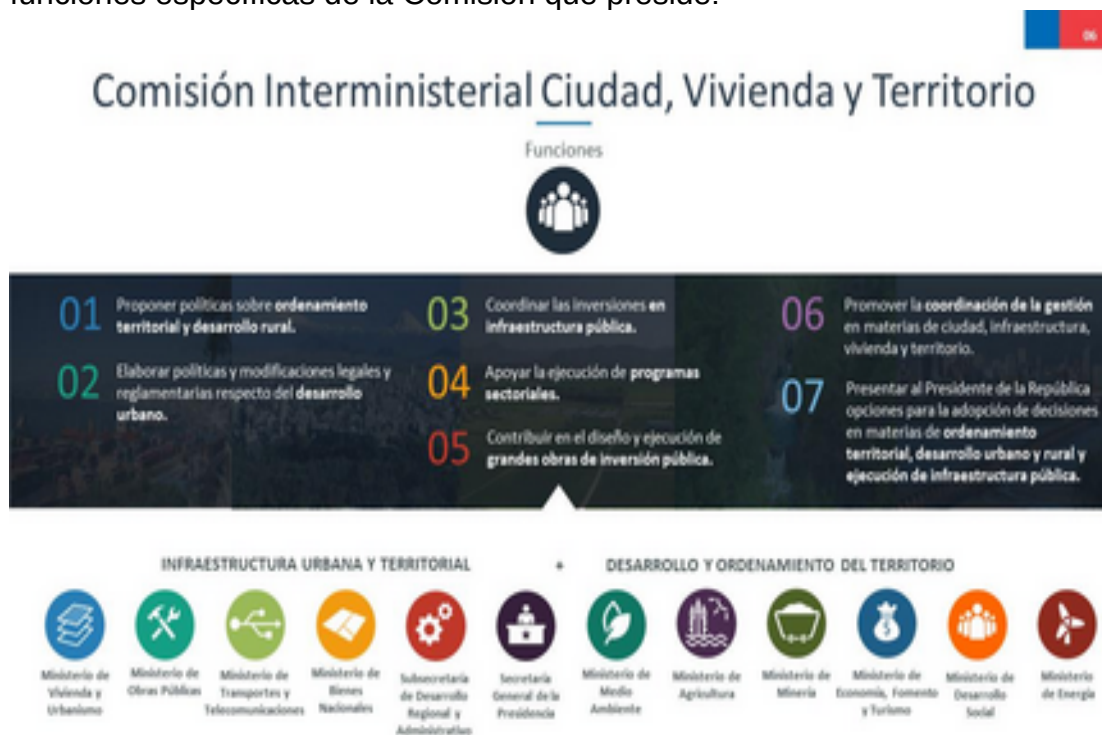 funciones específicas de la Comisión que preside.
06
Comisión Interministerial Ciudad, Vivienda y Territorio
Funciones
01 Proponer políticas sobre ordenamiento
territorial y desarrollo rural.
02 Elaborar políticas y modificaciones legales y
reglamentarias respecto del desarrollo
urbano.
03 Coordinar las inversiones en
infraestructura pública.
04 Apoyar la ejecución de programas
sectoriales.
05 Contribuir en el diseño y ejecución de
grandes obras de inversión pública.
06 Promover la coordinación de la gestión
en materias de ciudad, infraestructura,
vivienda y territorio.
07 Presentar al Presidente de la República
opciones para la adopción de decisiones
en materias de ordenamiento
territorial, desarrollo urbano y rural y
ejecución de infraestructura pública.
INFRAESTRUCTURA URBANA Y TERRITORIAL + DESARROLLO Y ORDENAMIENTO DEL TERRITORIO
Ministerio de
Vivienda y
Urbanismo
Ministerio de
Obras Públicas
Ministerio de
Transportes y
Telecomunicaciones
Ministerio de
Bienes
Nacionales
Subsecretaría
de Desarrollo
Regional y
Administrativo
Secretaría
General de la
Presidencia
Ministerio de
Medio
Ambiente
Ministerio de
Agricultura
Ministerio de
Minería
Ministerio de
Economía, Fomento
y Turismo
Ministerio de
Desarrollo
Social
Ministerio
de Energía